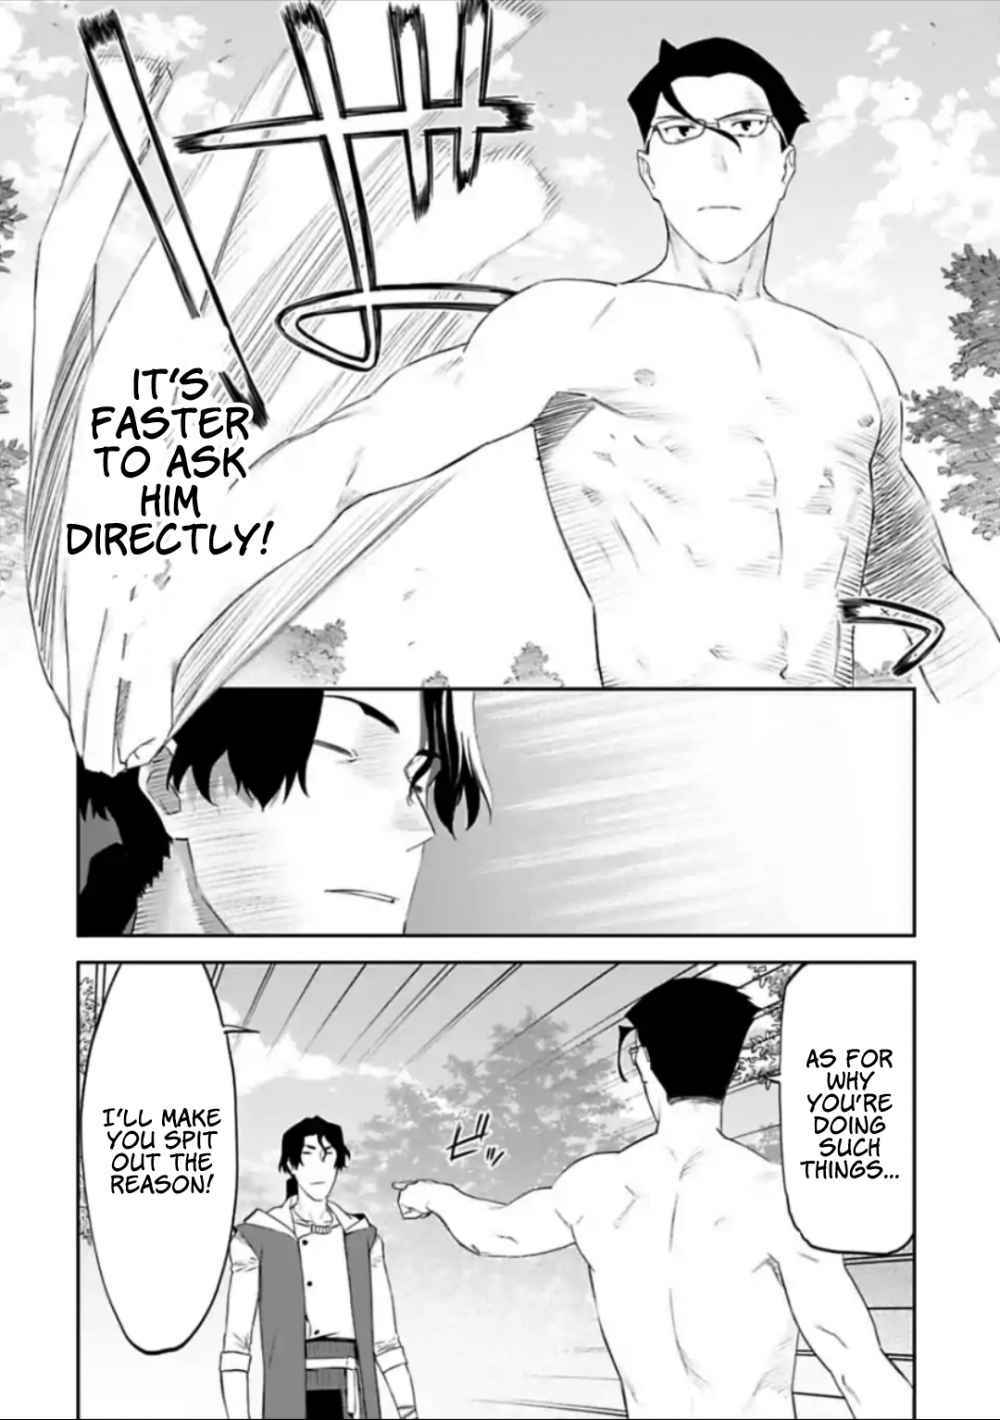 IT'S
FASTER
TO ASK
HIM
DIRECTLY!
AS FOR
WHY
YOU'RE
DOING
SUCH
THINGS...
I'LL MAKE
YOU SPIT
OUT THE
REASON!